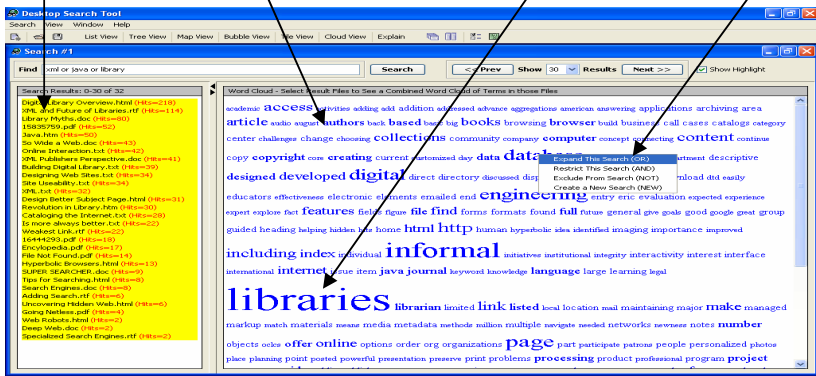 Desktop Search Tool
Search View Window Help
List View Tree View Map View Bubble View Tile View Cloud View Explain
Search #1
Find xml or java or library Search << Prev Show 30 Results Next >> Show Highlight
Search Results: 0-30 of 32
Digital Library Overview.html (Hits=218)
XML and Future of Libraries.rtf (Hits=114)
Library Myths.doc (Hits=80)
15835759.pdf (Hits=52)
Java.htm (Hits=50)
So Wide a Web.doc (Hits=43)
Online Interaction.txt (Hits=42)
XML Publishers Perspective.doc (Hits=41)
Building Digital Library.txt (Hits=39)
Designing Web Sites.txt (Hits=34)
Site Useability.txt (Hits=34)
XML.txt (Hits=32)
Design Better Subject Page.html (Hits=31)
Revolution in Library.htm (Hits=30)
Cataloging the Internet.txt (Hits=28)
Is more always better.txt (Hits=22)
Weakest Link.rtf (Hits=22)
16444293.pdf (Hits=18)
Encylopedia.pdf (Hits=17)
File Not Found.pdf (Hits=14)
Hyperbolic Browsers.html (Hits=13)
SUPER SEARCHER.doc (Hits=9)
Tips for Searching.html (Hits=8)
Search Engines.doc (Hits=8)
Adding Search.rtf (Hits=6)
Uncovering Hidden Web.html (Hits=6)
Going Netless.pdf (Hits=4)
Web Robots.html (Hits=2)
Deep Web.doc (Hits=2)
Specialized Search Engines.rtf (Hits=2)
Word Cloud - Select Result Files to See a Combined Word Cloud of Terms in those Files
academic access activities adding add addition addressed advance aggregations american answering applications archiving area
article audio august authors back based basic big books browsing browser build business call cases catalogs category
center challenges change choosing collections community company computer concept connecting content continue
copy copyright core creating current customized day data department descriptive
designed developed digital direct directory discussed download dtd easily
Expand This Search (OR)
Restrict This Search (AND)
Exclude From Search (NOT)
Create a New Search (NEW)
educators effectiveness electronic elements emailed end engineering entry eric evaluation expected experience
expert explore fact features fields figure file find forms formats found full future general give goals good google great group
guided heading helping hidden hits home html http human hyperbolic idea identified imaging importance improved
including index individual informal initiatives institutional integrity interactivity interest interface
international internet issue item java journal keyword knowledge language large learning legal
libraries librarian limited link listed local location mail maintaining major make managed
markup match materials means media metadata methods million multiple navigate needed networks newness notes number
objects oclc offer online options order org organizations page part participate patrons people personalized photos
place planning point posted powerful presentation preserve print problems processing product professional program project